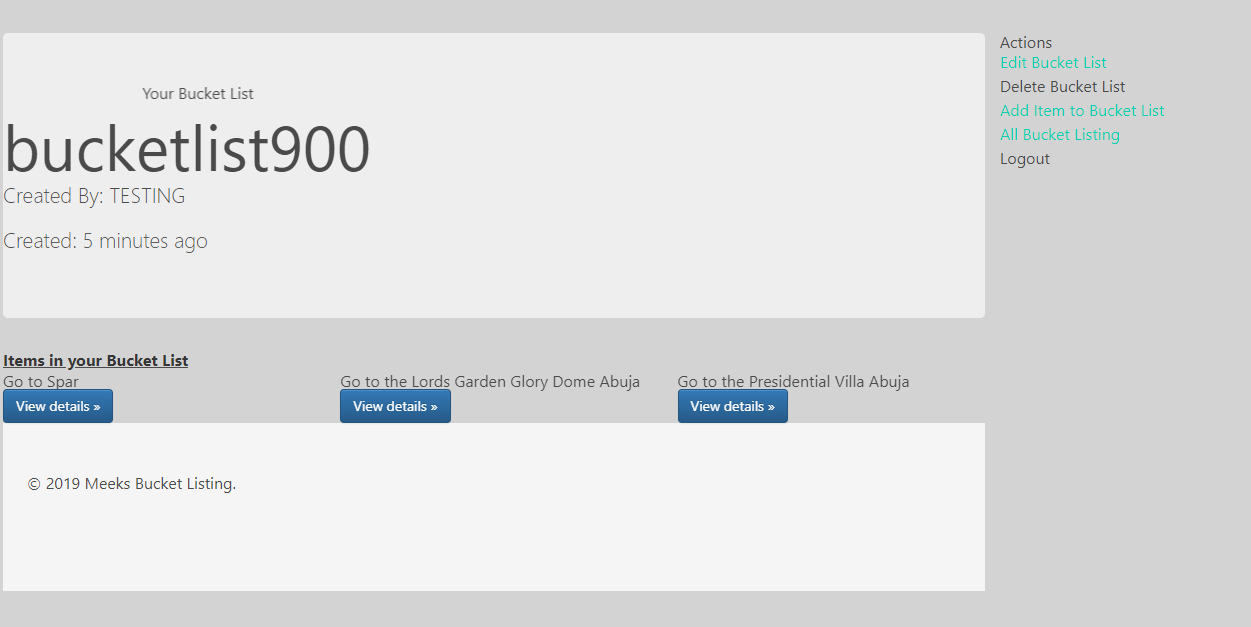 Your Bucket List
bucketlist900
Created By: TESTING
Created: 5 minutes ago
Actions
Edit Bucket List
Delete Bucket List
Add Item to Bucket List
All Bucket Listing
Logout
Items in your Bucket List
Go to Spar
View details »
Go to the Lords Garden Glory Dome Abuja
View details »
Go to the Presidential Villa Abuja
View details »
© 2019 Meeks Bucket Listing.